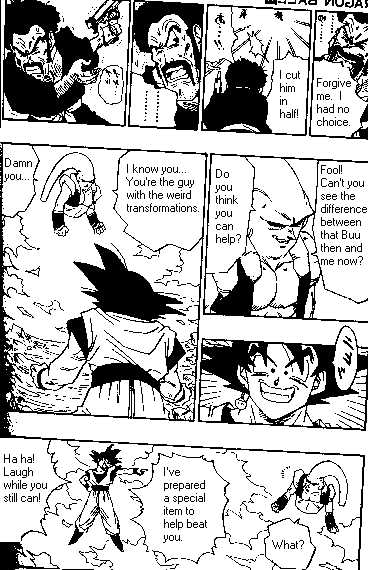 DRAGON BALL
Forgive
me. I
had no
choice.
I cut
him
in
half!
Fool!
Can't you
see the
difference
between
that Buu
then and
me now?
Do
you
think
you
can
help?
I know you...
You're the guy
with the weird
transformations.
Damn
you...
Ha ha!
Laugh
while you
still can!
I've
prepared
a special
item to
help beat
you.
What?